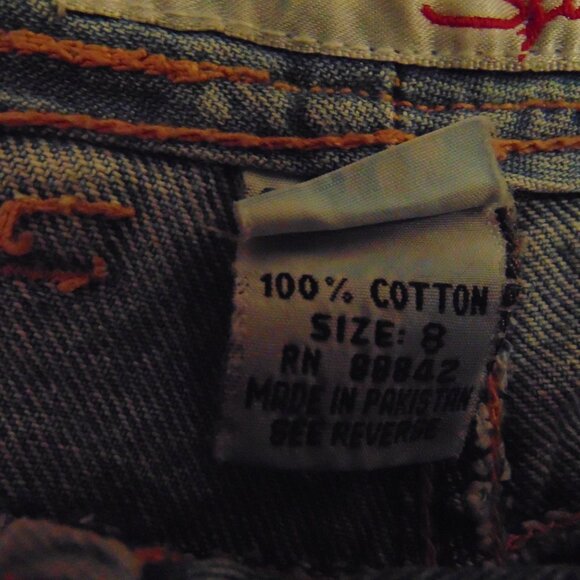 100% COTTON
SIZE: 8
RN
MADE IN PAKISTAN
SEE REVERSE